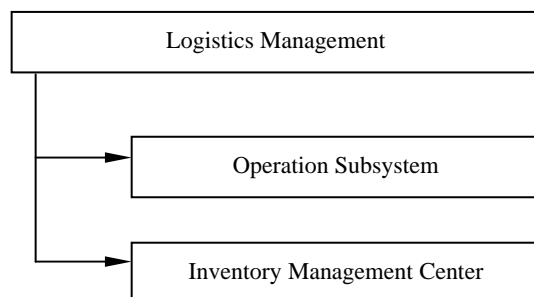 Logistics Management
Operation Subsystem
Inventory Management Center